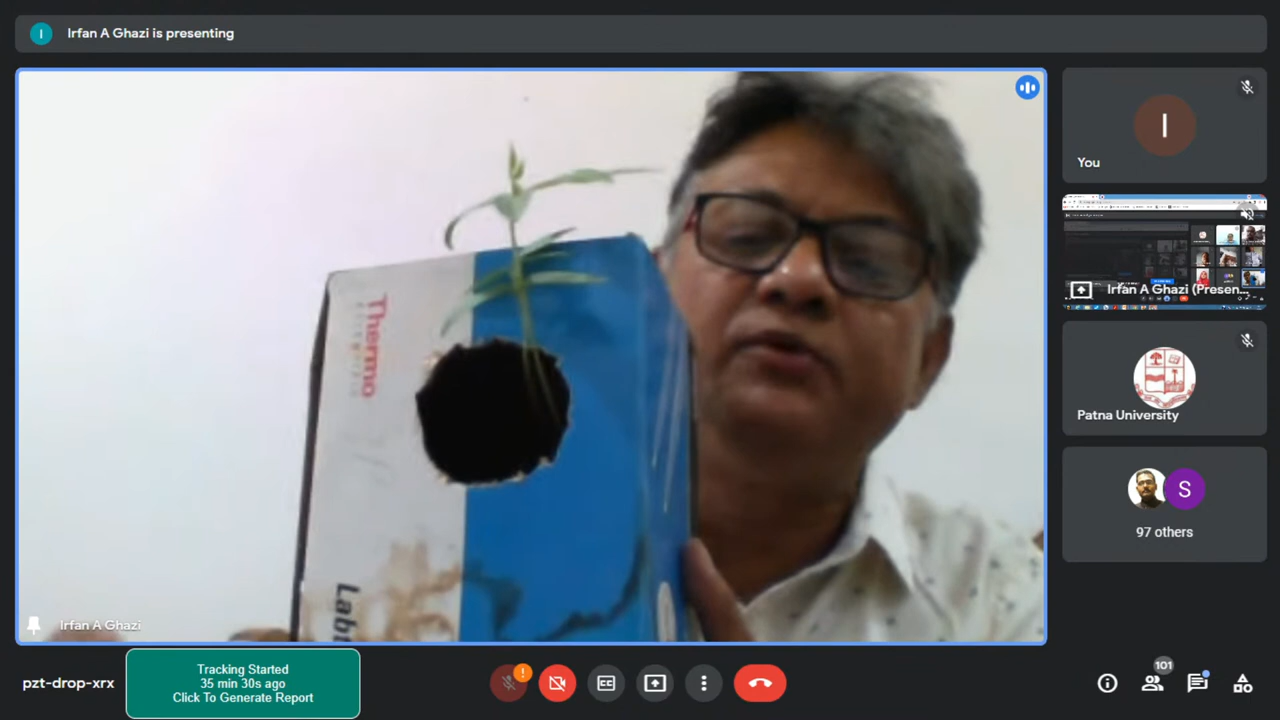 Irfan A Ghazi is presenting
I
Thermo
Irfan A Ghazi
I
You
Irfan A Ghazi (Presen...
Patna University
S
97 others
pzt-drop-xrx
Tracking Started
35 min 30s ago
Click To Generate Report
CC
101